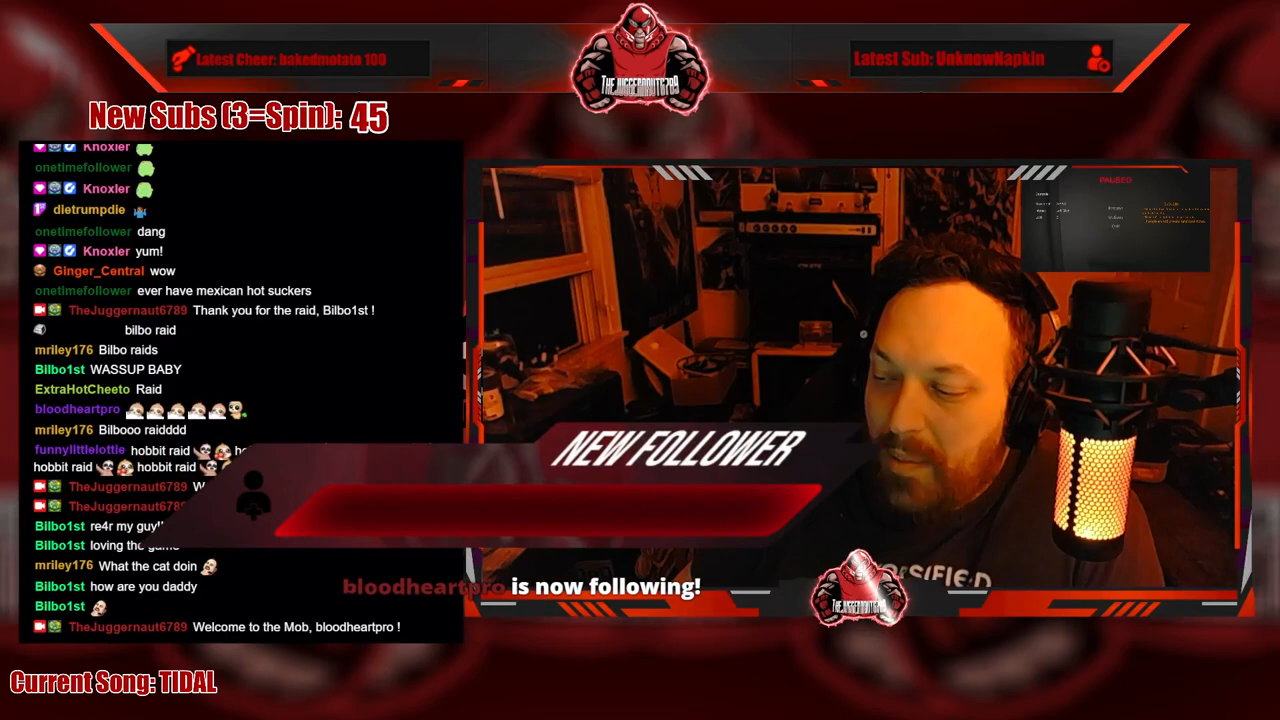 Latest Cheer: bakedmotato 100
THEJUGGERNAUT6789
Latest Sub: UnknowNapkin
New Subs (3=Spin): 45
Knoxler
onetimefollower
Knoxler
dietrumpdie
onetimefollower dang
Knoxler yum!
Ginger_Central wow
onetimefollower ever have mexican hot suckers
TheJuggernaut6789 Thank you for the raid, Bilbo1st !
bilbo raid
mriley176 Bilbo raids
Bilbo1st WASSUP BABY
ExtraHotCheeto Raid
bloodheartpro
mriley176 Bilbooo raidddd
funnylittlelottie hobbit raid
hobbit raid hobbit raid
TheJuggernaut6789 W
TheJuggernaut678
Bilbo1st re4r my guy!!
Bilbo1st loving the game
mriley176 What the cat doin
Bilbo1st how are you daddy
Bilbo1st
TheJuggernaut6789 Welcome to the Mob, bloodheartpro !
PAUSED
NEW FOLLOWER
bloodheartpro is now following!
THEJUGGERNAUT6789
Current Song: TIDAL